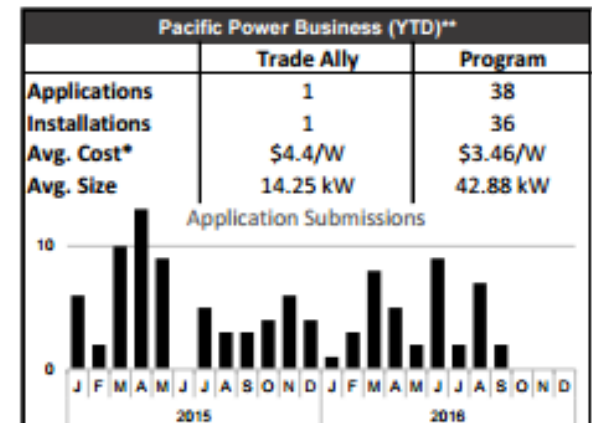 Pacific Power Business (YTD)**
Trade Ally Program
Applications 1 38
Installations 1 36
Avg. Cost* $4.4/W $3.46/W
Avg. Size 14.25 kW 42.88 kW
Application Submissions
10
0
J F M A M J J A S O N D J F M A M J J A S O N D
2015 2016